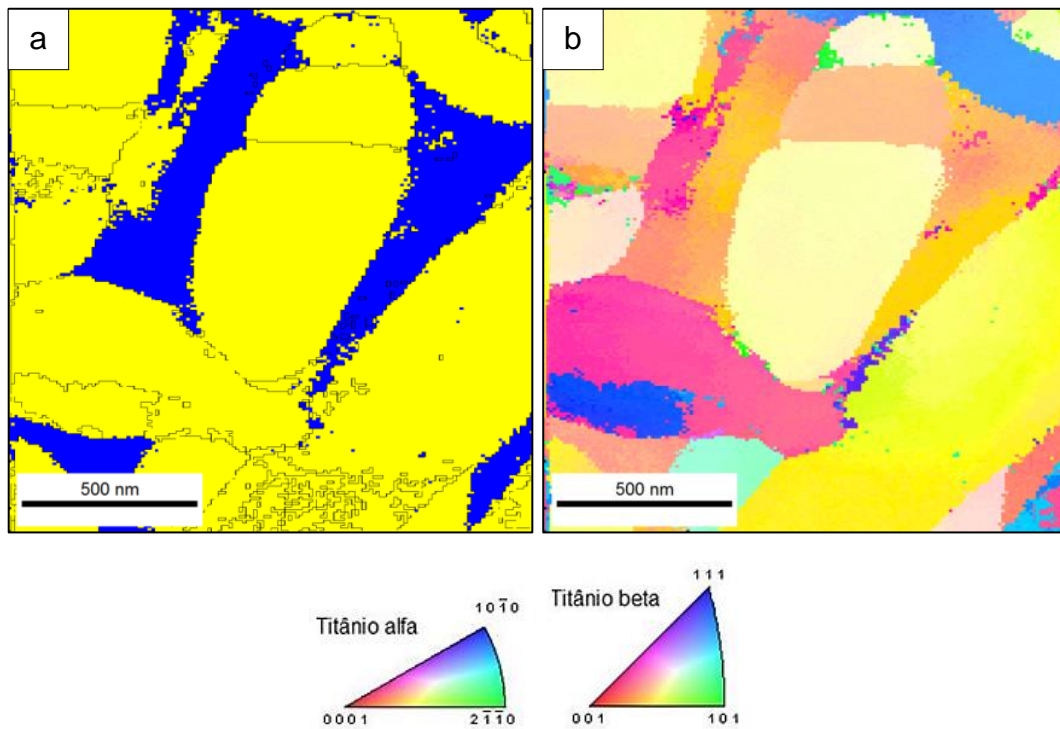 a
b
500 nm
500 nm
Titânio alfa
1 0 1̄ 0
0 0 0 1
2 1̄ 1̄ 0
Titânio beta
1 1 1
0 0 1
1 0 1